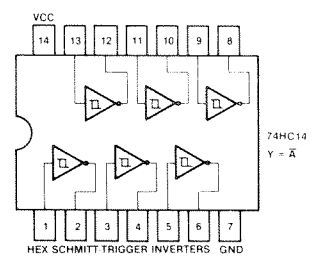 VCC
14 13 12 11 10 9 8
74HC14
Y = A̅
1 2 3 4 5 6 7
HEX SCHMITT TRIGGER INVERTERS GND